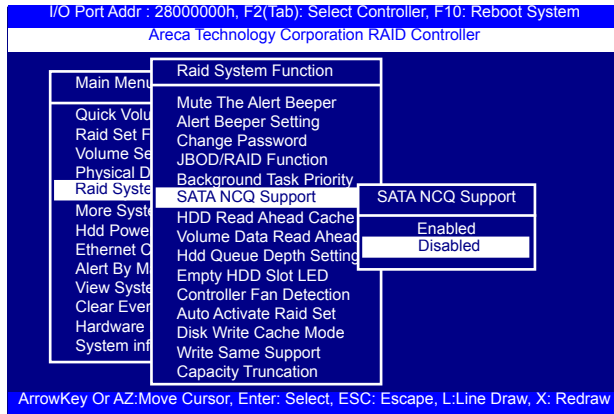 I/O Port Addr : 28000000h, F2(Tab): Select Controller, F10: Reboot System
Areca Technology Corporation RAID Controller
Main Menu
Quick Volu
Raid Set F
Volume Se
Physical D
Raid Syste
More Syste
Hdd Powe
Ethernet C
Alert By M
View Syste
Clear Even
Hardware
System inf
Raid System Function
Mute The Alert Beeper
Alert Beeper Setting
Change Password
JBOD/RAID Function
Background Task Priority
SATA NCQ Support
HDD Read Ahead Cache
Volume Data Read Ahead
Hdd Queue Depth Setting
Empty HDD Slot LED
Controller Fan Detection
Auto Activate Raid Set
Disk Write Cache Mode
Write Same Support
Capacity Truncation
SATA NCQ Support
Enabled
Disabled
ArrowKey Or AZ:Move Cursor, Enter: Select, ESC: Escape, L:Line Draw, X: Redraw